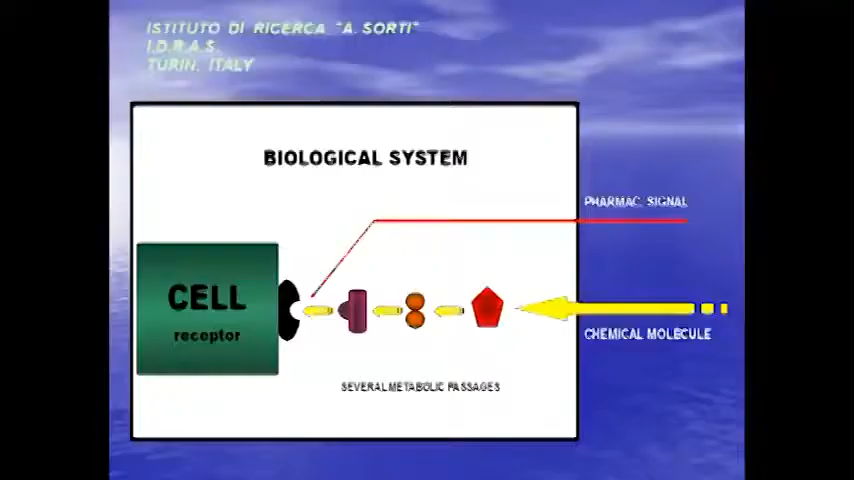 ISTITUTO DI RICERCA "A. SORTI"
I.D.R.A.S.
TURIN, ITALY
BIOLOGICAL SYSTEM
PHARMAC. SIGNAL
CELL
receptor
CHEMICAL MOLECULE
SEVERAL METABOLIC PASSAGES